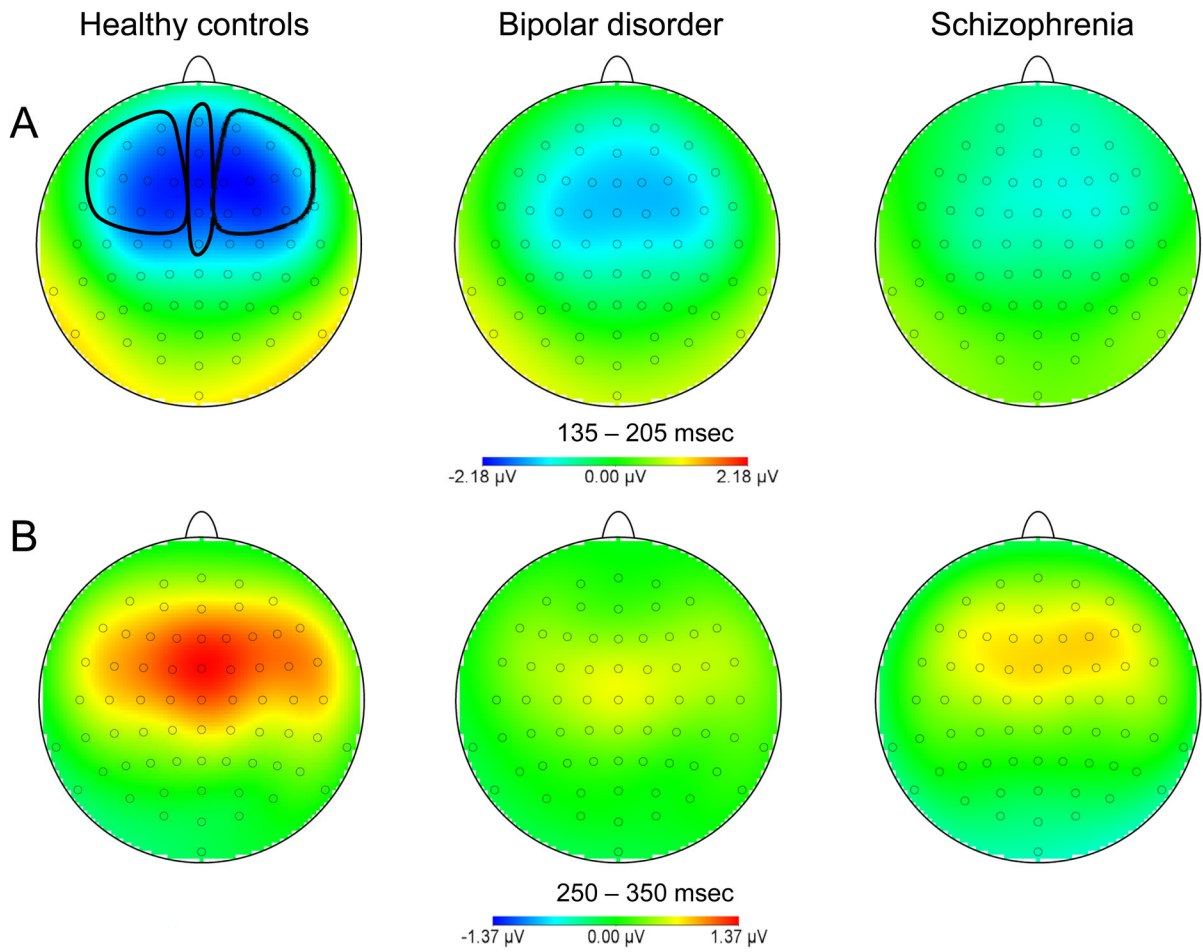 Healthy controls
Bipolar disorder
Schizophrenia
A
135 – 205 msec
-2.18 µV
0.00 µV
2.18 µV
B
250 – 350 msec
-1.37 µV
0.00 µV
1.37 µV